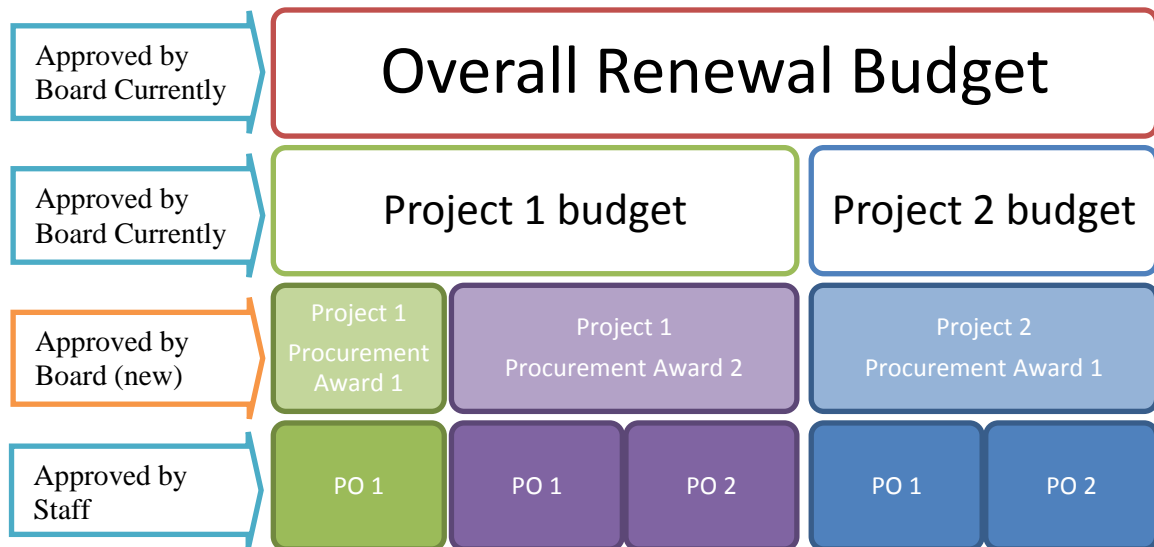 Approved by
Board Currently
Overall Renewal Budget
Approved by
Board Currently
Project 1 budget
Project 2 budget
Approved by
Board (new)
Project 1
Procurement
Award 1
Project 1
Procurement Award 2
Project 2
Procurement Award 1
Approved by
Staff
PO 1
PO 1
PO 2
PO 1
PO 2